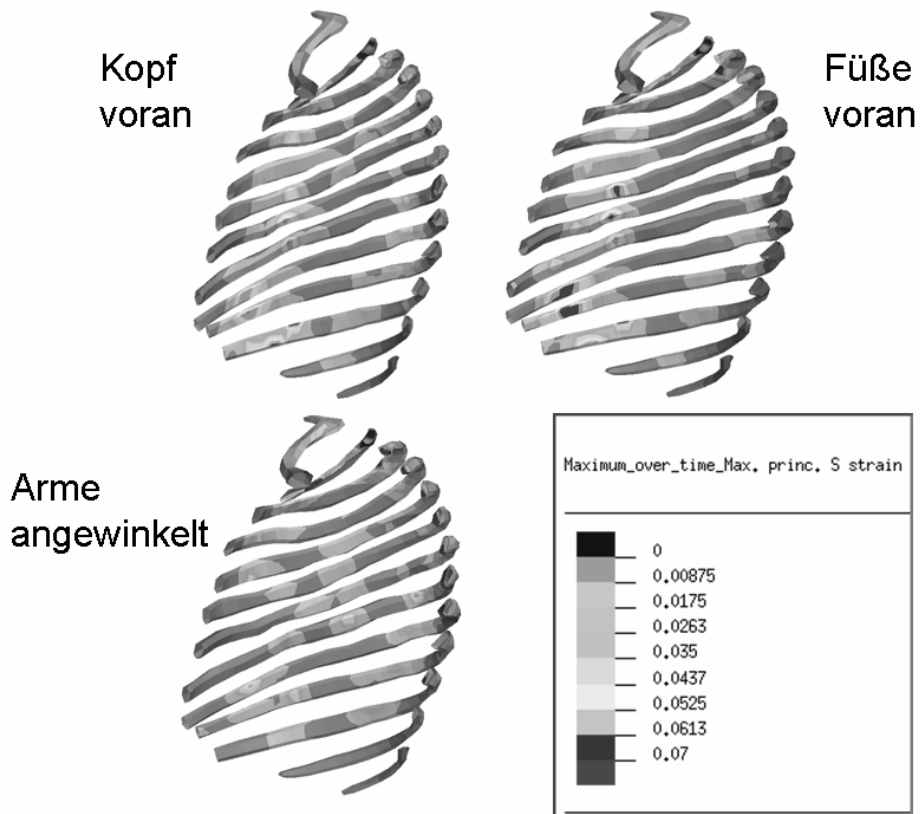 Kopf
voran
Füße
voran
Arme
angewinkelt
Maximum_over_time_Max. princ. S strain
0
0.00875
0.0175
0.0263
0.035
0.0437
0.0525
0.0613
0.07